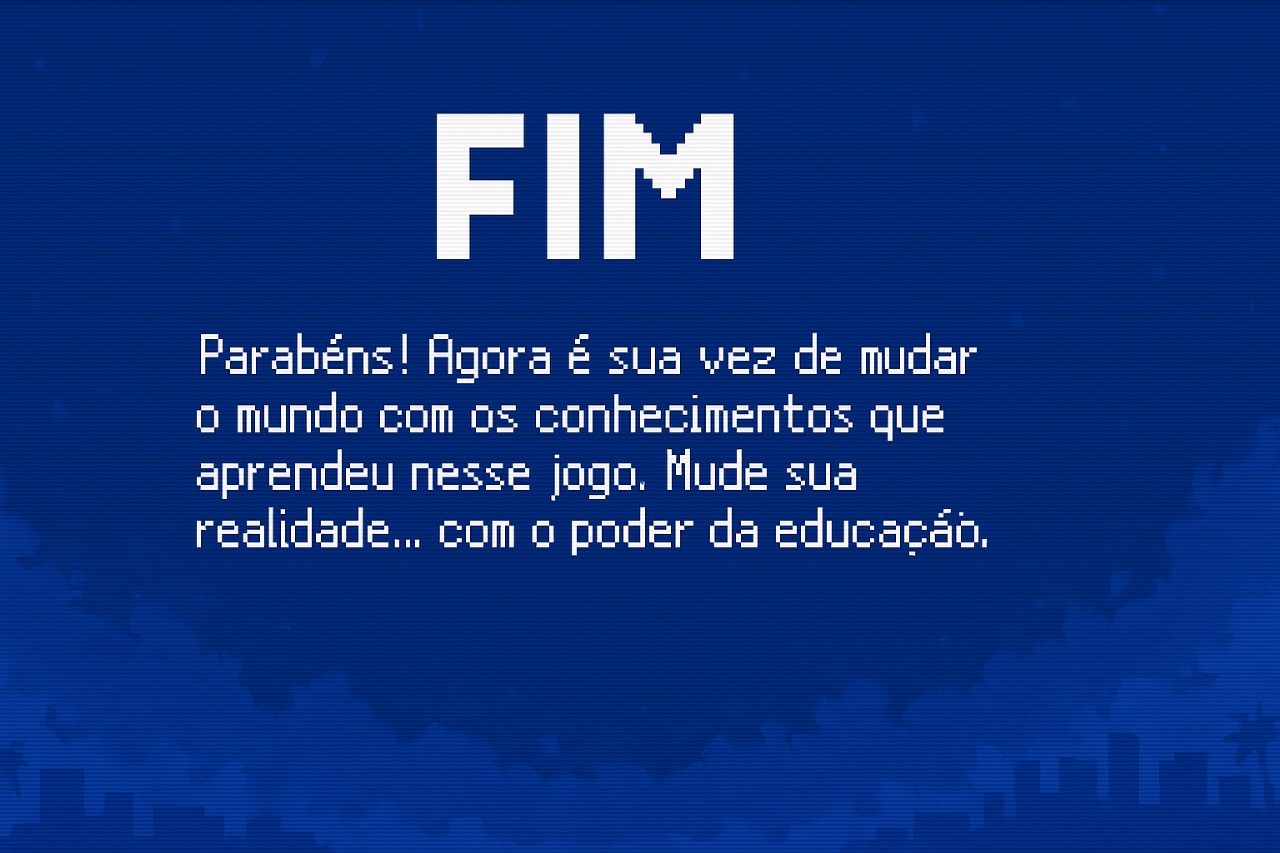 FIM
Parabéns! Agora é sua vez de mudar
o mundo com os conhecimentos que
aprendeu nesse jogo. Mude sua
realidade... com o poder da educação.